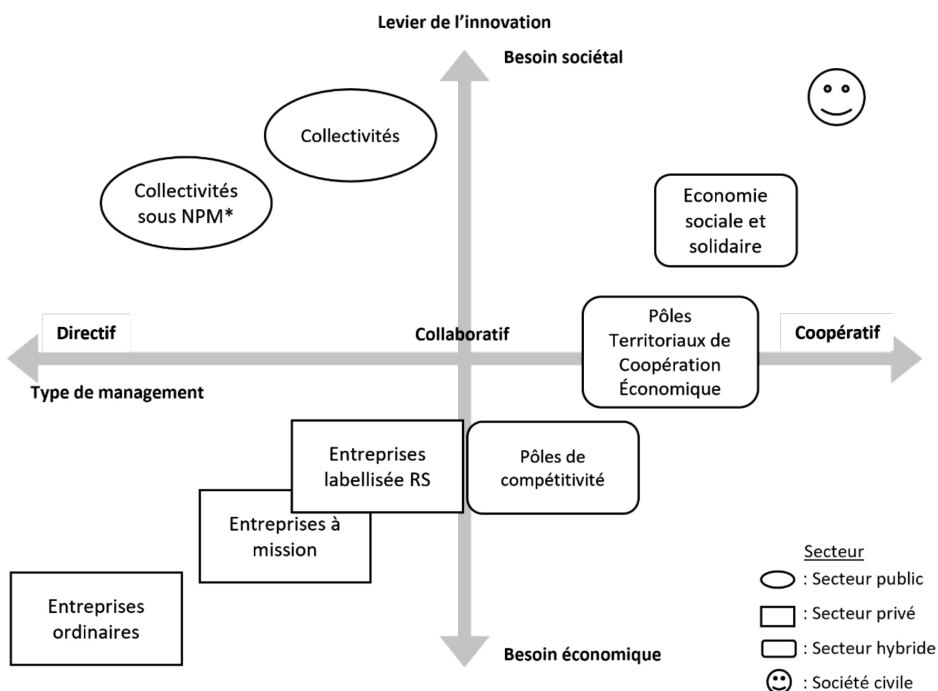 Levier de l'innovation
Besoin sociétal
Collectivités
Collectivités
sous NPM*
Economie
sociale et
solidaire
Pôles
Territoriaux de
Coopération
Économique
Directif
Collaboratif
Coopératif
Type de management
Entreprises
labellisée RS
Pôles de
compétitivité
Entreprises à
mission
Entreprises
ordinaires
Besoin économique
Secteur
: Secteur public
: Secteur privé
: Secteur hybride
: Société civile